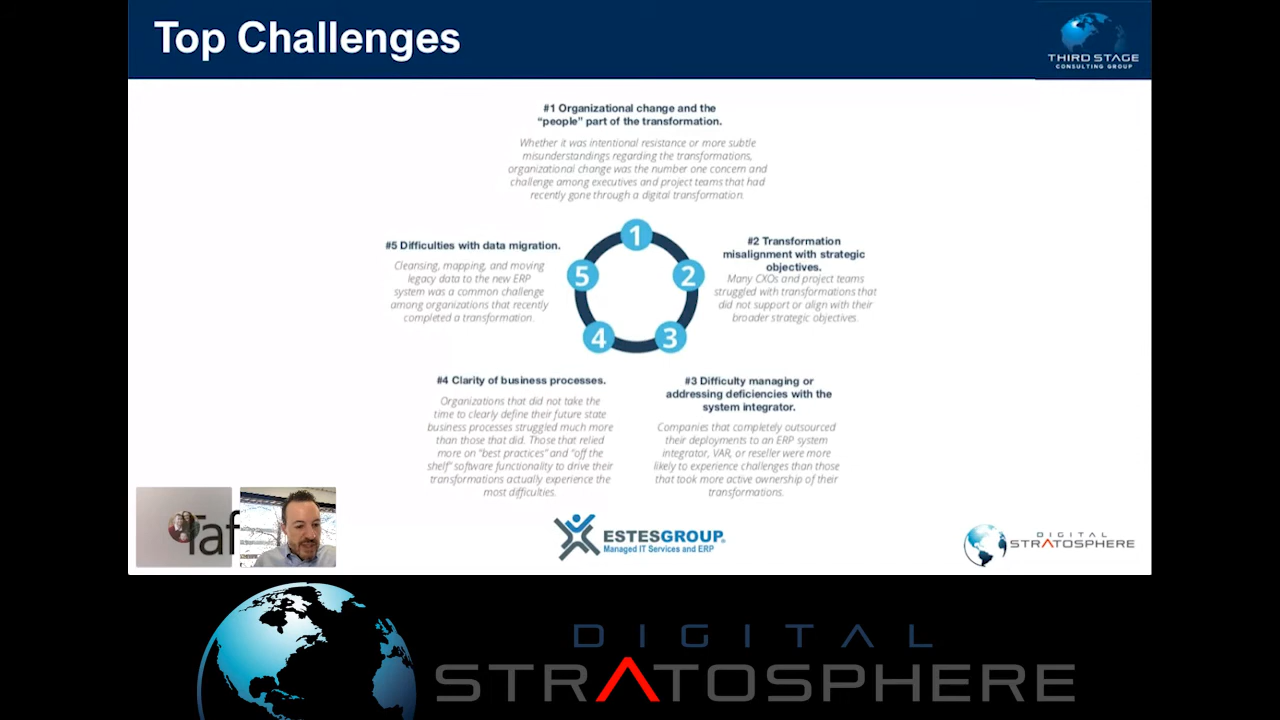 Top Challenges
THIRD STAGE
CONSULTING GROUP
#1 Organizational change and the
“people” part of the transformation.
Whether it was intentional resistance or more subtle
misunderstandings regarding the transformations,
organizational change was the number one concern and
challenge among executives and project teams that had
recently gone through a digital transformation.
#5 Difficulties with data migration.
Cleansing, mapping, and moving
legacy data to the new ERP
system was a common challenge
among organizations that recently
completed a transformation.
1
2
3
4
5
#2 Transformation
misalignment with strategic
objectives.
Many CXOs and project teams
struggled with transformations that
did not support or align with their
broader strategic objectives.
#4 Clarity of business processes.
Organizations that did not take the
time to clearly define their future state
business processes struggled much more
than those that did. Those that relied
more on “best practices” and “off the
shelf” software functionality to drive their
transformations actually experience the
most difficulties.
#3 Difficulty managing or
addressing deficiencies with the
system integrator.
Companies that completely outsourced
their deployments to an ERP system
integrator, VAR, or reseller were more
likely to experience challenges than those
that took more active ownership of their
transformations.
ESTESGROUP
Managed IT Services and ERP
DIGITAL
STRATOSPHERE
DIGITAL
STRATOSPHERE